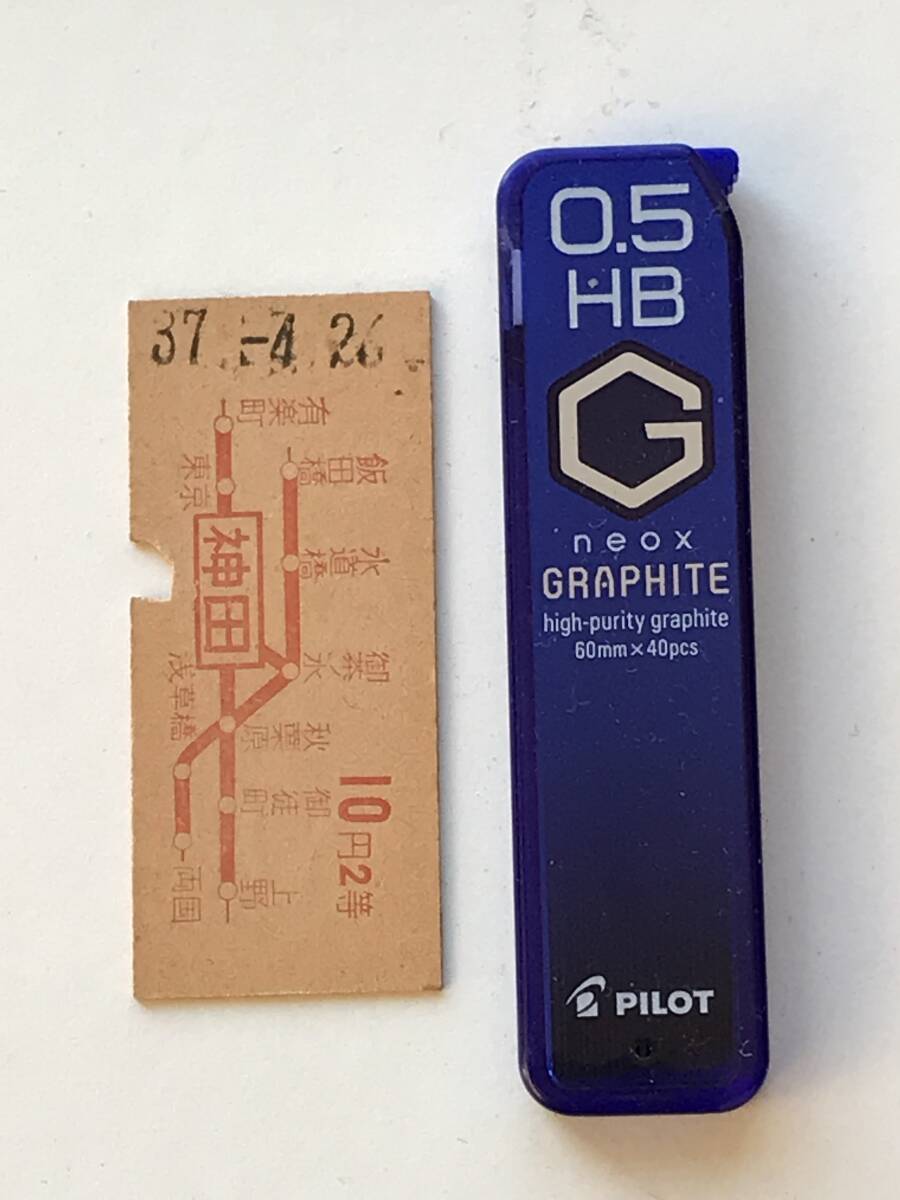 37.-4.26
有楽町
東京
神田
飯田橋
水道橋
御茶ノ水
秋葉原
浅草橋
両国
御徒町
上野
10円2等
0.5
HB
G
neox
GRAPHITE
high-purity graphite
60mm×40pcs
PILOT